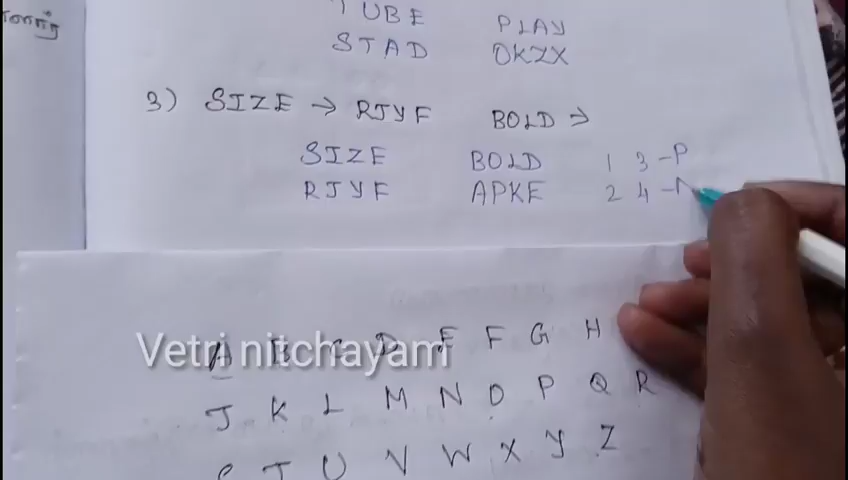 TUBE PLAY
STAD OKZX
3) SIZE → RJYF BOLD →
SIZE BOLD 1 3 - P
RJYF APKE 2 4 -
Vetri nitchayam
A B C D E F G H
J K L M N O P Q R
S T U V W X Y Z